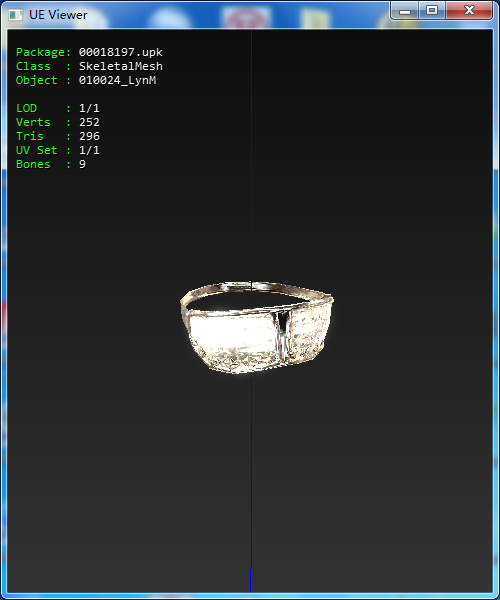 UE Viewer
Package: 00018197.upk
Class : SkeletalMesh
Object : 010024_LynM
LOD : 1/1
Verts : 252
Tris : 296
UV Set : 1/1
Bones : 9